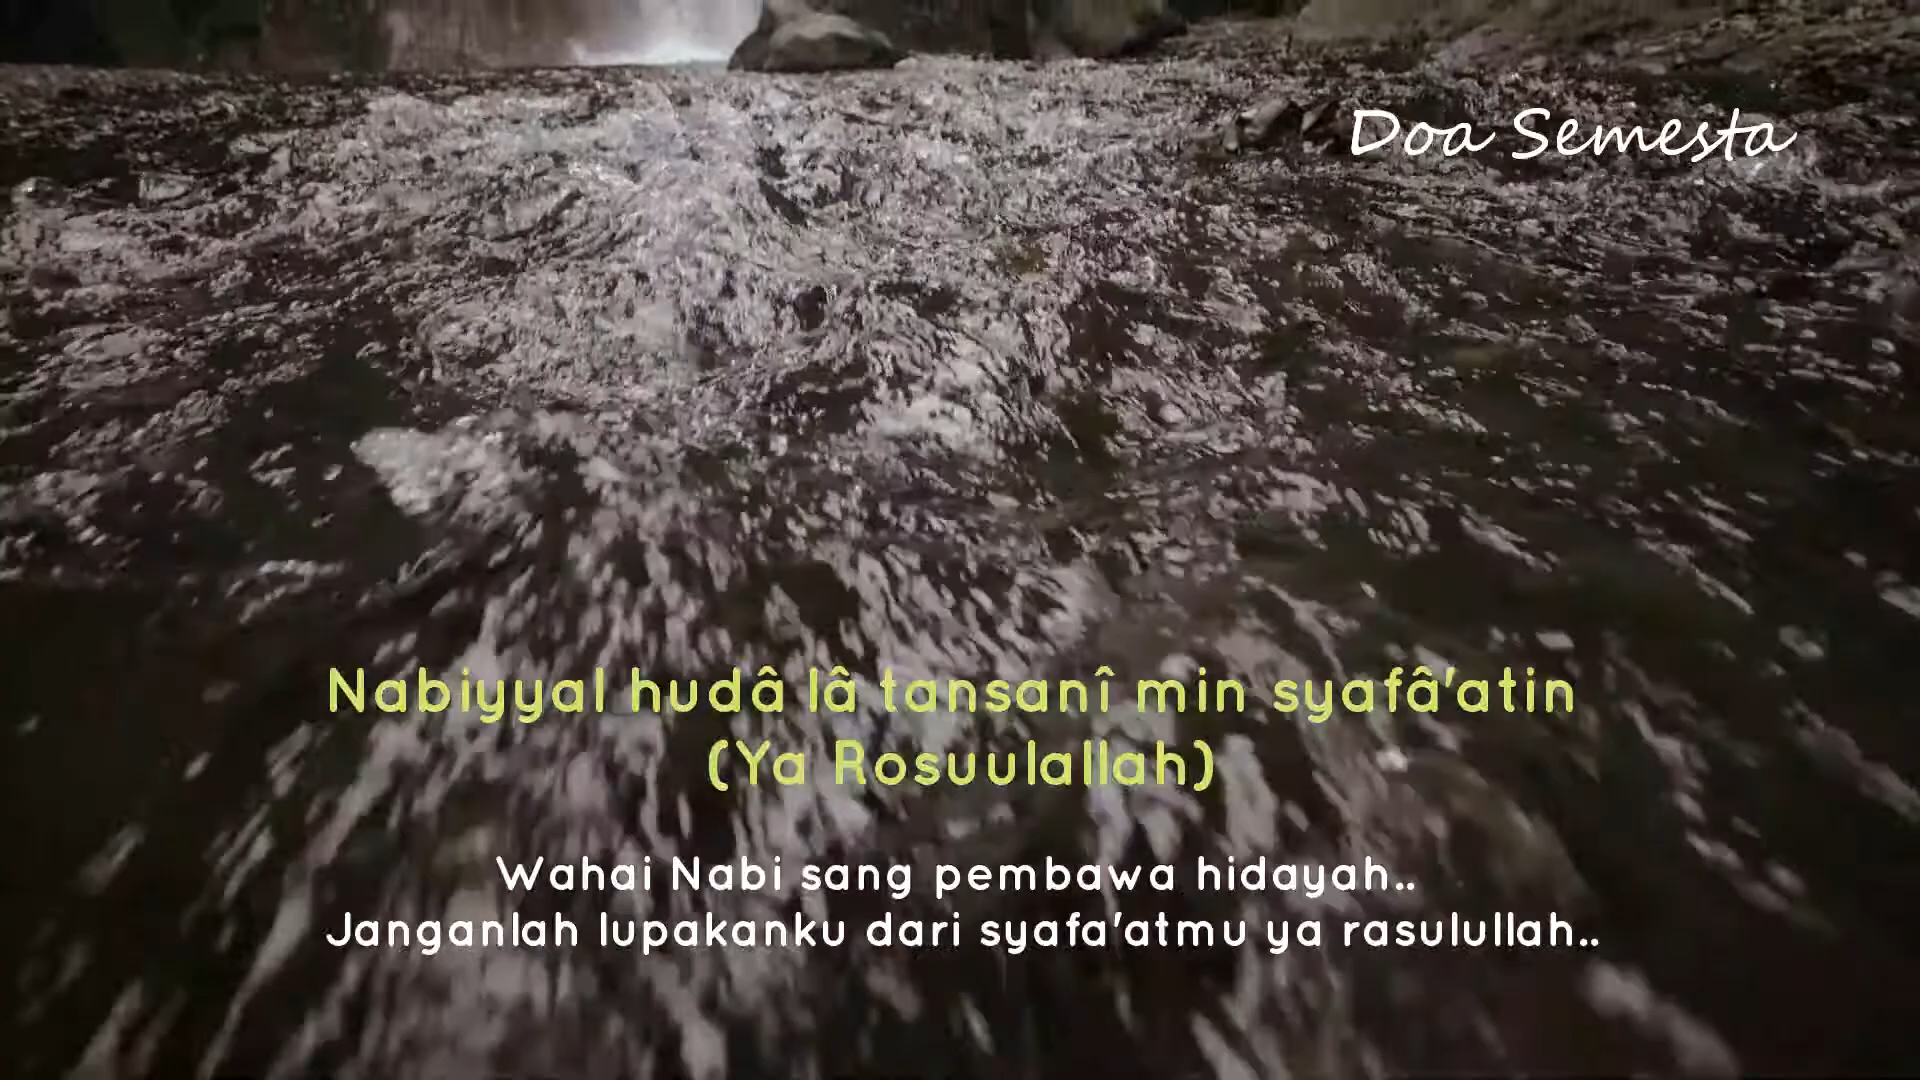 Doa Semesta
Nabiyyal hudâ lâ tansanî min syafâ'atin
(Ya Rosuulallah)
Wahai Nabi sang pembawa hidayah..
Janganlah lupakanku dari syafa'atmu ya rasulullah..